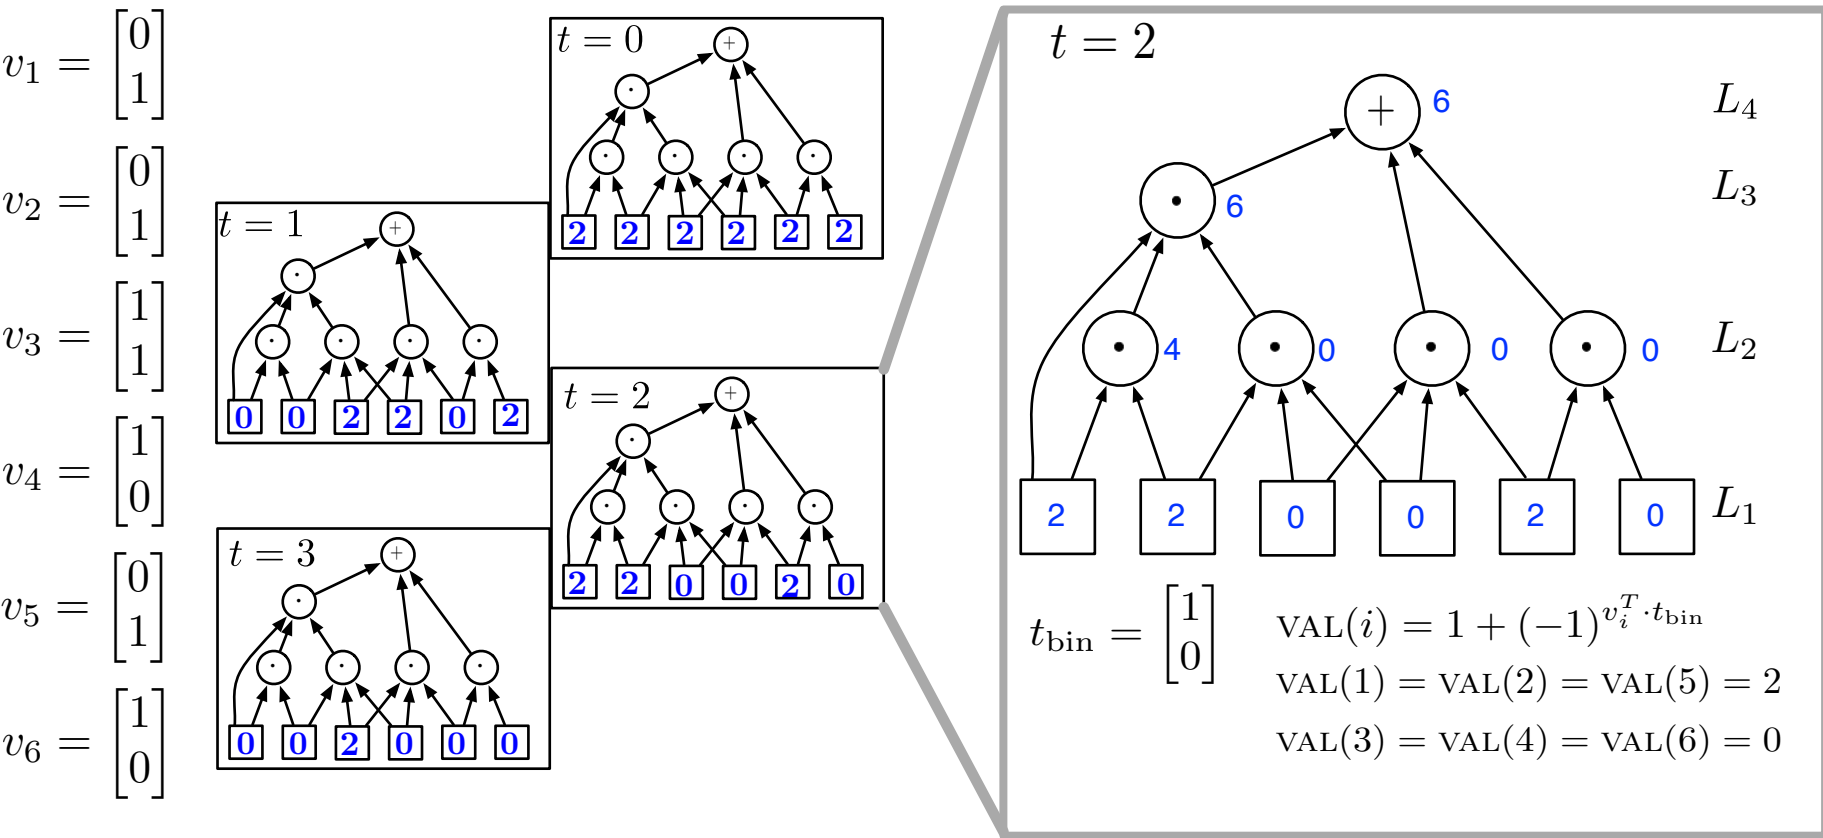 v₁ = [0 1]
v₂ = [0 1]
v₃ = [1 1]
v₄ = [1 0]
v₅ = [0 1]
v₆ = [1 0]
t = 0
+
·
· · · ·
2 2 2 2 2 2
t = 1
+
·
· · · ·
0 0 2 2 0 2
t = 2
+
·
· · · ·
2 2 0 0 2 0
t = 3
+
·
· · · ·
0 0 2 0 0 0
t = 2
+ 6 L₄
· 6 L₃
· 4 · 0 · 0 · 0 L₂
2 2 0 0 2 0 L₁
t_bin = [1 0]
VAL(i) = 1 + (−1)^{v_i^T · t_bin}
VAL(1) = VAL(2) = VAL(5) = 2
VAL(3) = VAL(4) = VAL(6) = 0